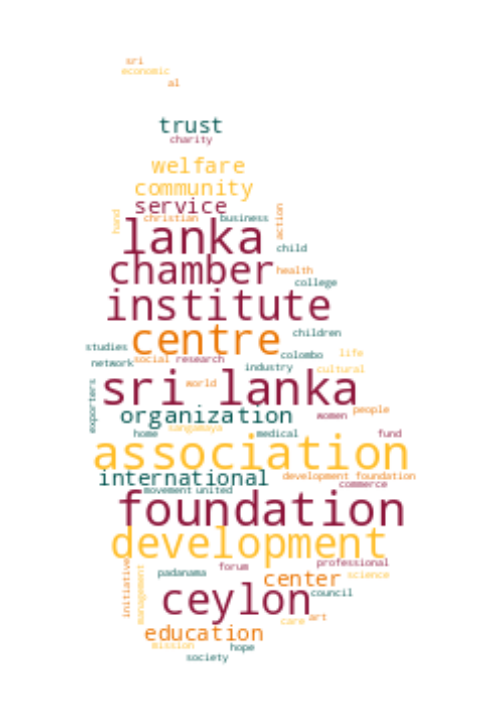 sri
economic
al
trust
charity
welfare
community
service
hand christian business action
lanka child
chamber health
college
institute
centre children
studies colombo life
network social research
industry cultural
sri lanka world
exporters organization women people
home sangamaya medical fund
association
international development foundation
movement united commerce
foundation
development
padanama forum professional
initiative management center science
ceylon council
care art
education
mission hope
society